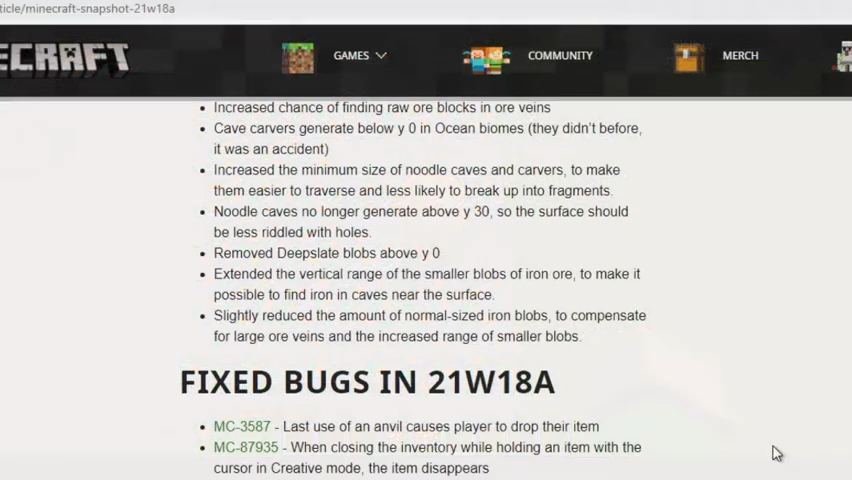 ticle/minecraft-snapshot-21w18a
ECRAFT GAMES COMMUNITY MERCH
Increased chance of finding raw ore blocks in ore veins
Cave carvers generate below y 0 in Ocean biomes (they didn't before,
it was an accident)
Increased the minimum size of noodle caves and carvers, to make
them easier to traverse and less likely to break up into fragments.
Noodle caves no longer generate above y 30, so the surface should
be less riddled with holes.
Removed Deepslate blobs above y 0
Extended the vertical range of the smaller blobs of iron ore, to make it
possible to find iron in caves near the surface.
Slightly reduced the amount of normal-sized iron blobs, to compensate
for large ore veins and the increased range of smaller blobs.
FIXED BUGS IN 21W18A
MC-3587 - Last use of an anvil causes player to drop their item
MC-87935 - When closing the inventory while holding an item with the
cursor in Creative mode, the item disappears